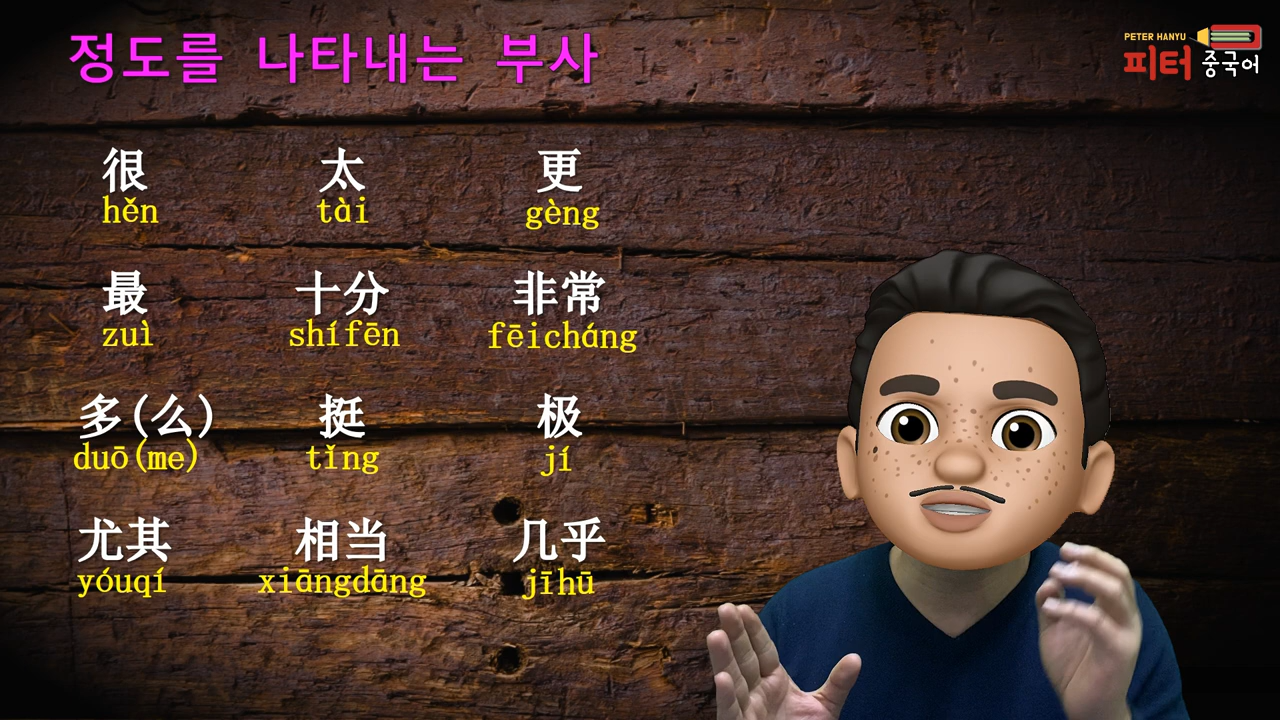 정도를 나타내는 부사
PETER HANYU
피터 중국어
很 太 更
hěn tài gèng
最 十分 非常
zuì shífēn fēicháng
多(么) 挺 极
duō(me) tǐng jí
尤其 相当 几乎
yóuqí xiāngdāng jīhū